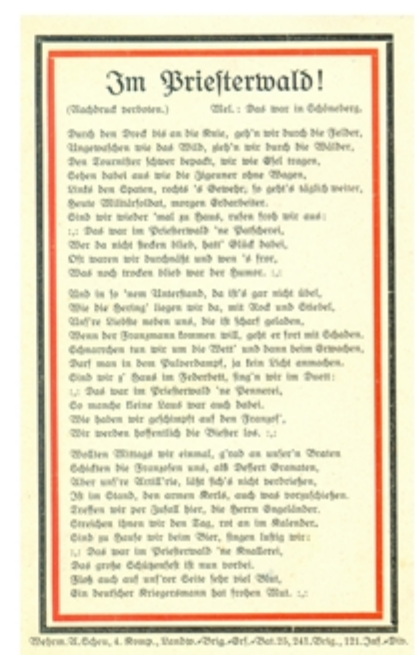 Im Priesterwald!
(Nachdruck verboten.) Mel.: Das war in Schöneberg.
Durch den Dreck bis an die Knie, geh'n wir durch die Felder,
Ungewaschen wie das Wild, zieh'n wir durch die Wälder,
Den Tournister schwer bepackt, wie wir Esel tragen,
Sehen dabei aus wie die Zigeuner ohne Wagen,
Links den Spaten, rechts 's Gewehr; so geht's täglich weiter,
Heute Militärsoldat, morgen Erdarbeiter.
Sind wir wieder 'mal zu Haus, rufen froh wir aus:
:,: Das war im Priesterwald 'ne Patscherei,
Wer da nicht stecken blieb, hatt' Glück dabei,
Oft waren wir durchnäßt und wen 's fror,
Was noch trocken blieb war der Humor. :,:
Und in so 'nem Unterstand, da ist's gar nicht übel,
Wie die Hering' liegen wir da, mit Rock und Stiebel,
Uns're Liebste neben uns, die ist scharf geladen,
Wenn der Franzmann kommen will, geht er fort mit Schaden.
Schnarrchen tun wir um die Wett' und dann beim Erwachen,
Darf man in dem Pulverdampf, ja kein Licht anmachen.
Sind wir z' Haus im Federbett, sing'n wir im Duett:
:,: Das war im Priesterwald 'ne Pennerei,
So manche kleine Laus war auch dabei.
Wie haben wir geschimpft auf den Franzos',
Wir werden hoffentlich die Biester los. :,:
Wollten Mittags wir einmal, g'rad an unser'n Braten
Schickten die Franzosen uns, alß Dessert Granaten,
Aber uns're Artill'rie, läßt sich's nicht verdrießen,
Ist im Stand, den armen Kerls, auch was vorzuschießen.
Treffen wir per Zufall hier, die Herrn Engeländer.
Streichen ihnen wir den Tag, rot an im Kalender,
Sind zu Hause wir beim Bier, singen lustig wir:
:,: Das war im Priesterwald 'ne Knallerei,
Das große Schützenfest ist nun vorbei.
Floß auch auf uns'rer Seite sehr viel Blut,
Ein deutscher Kriegersmann hat frohen Mut. :,:
Wehrm. A. Scheu, 4. Komp., Landw.-Brig.-Ers.-Bat. 25, 241. Brig., 121. Inf.-Div.